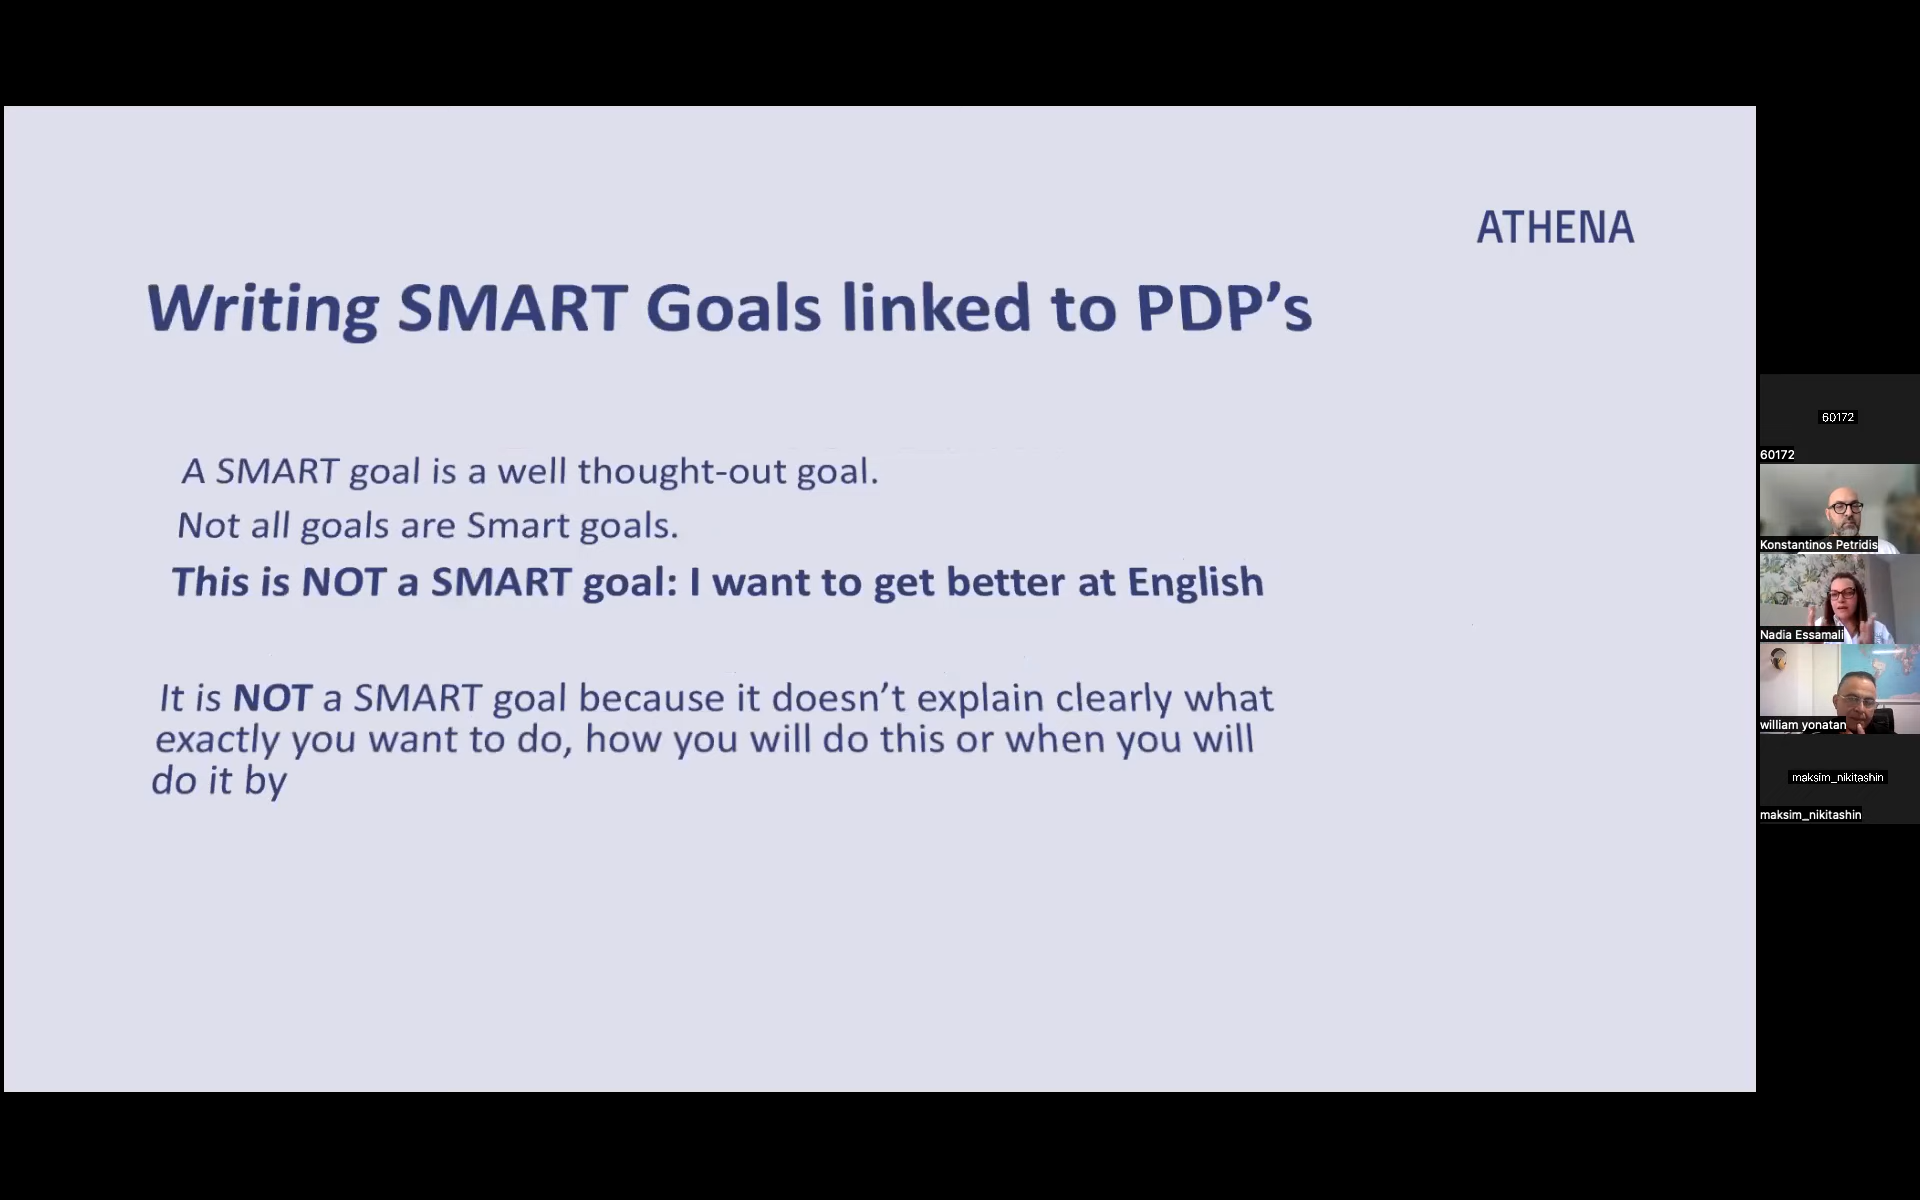 ATHENA
Writing SMART Goals linked to PDP’s
A SMART goal is a well thought-out goal.
Not all goals are Smart goals.
This is NOT a SMART goal: I want to get better at English
It is NOT a SMART goal because it doesn’t explain clearly what
exactly you want to do, how you will do this or when you will
do it by
60172
60172
Konstantinos Petridis
Nadia Essamali
william yonatan
maksim_nikitashin
maksim_nikitashin